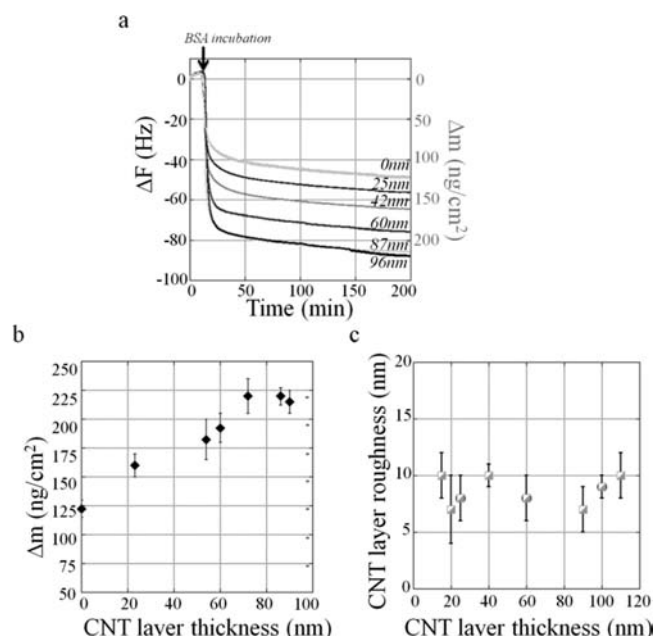 a
BSA incubation
0
-20
-40
-60
-80
-100
ΔF (Hz)
0
50
100
150
200
Δm (ng/cm²)
0nm
25nm
42nm
60nm
87nm
96nm
0 50 100 150 200
Time (min)
b
250
225
200
175
150
125
100
75
50
Δm (ng/cm²)
0 20 40 60 80 100
CNT layer thickness (nm)
c
20
15
10
5
0
CNT layer roughness (nm)
0 20 40 60 80 100 120
CNT layer thickness (nm)